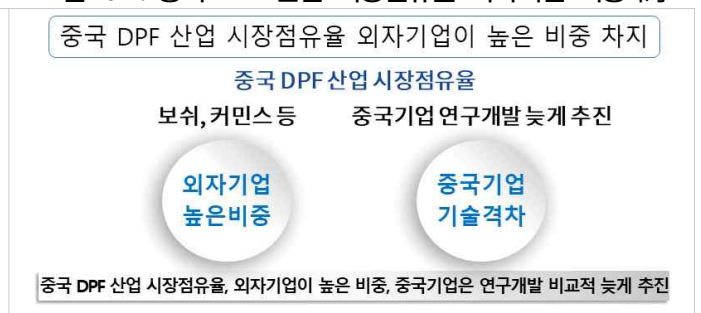 중국 DPF 산업 시장점유율 외자기업이 높은 비중 차지
중국 DPF 산업 시장점유율
보쉬, 커민스 등 중국기업 연구개발 늦게 추진
외자기업 중국기업
높은비중 기술격차
중국 DPF 산업 시장점유율, 외자기업이 높은 비중, 중국기업은 연구개발 비교적 늦게 추진